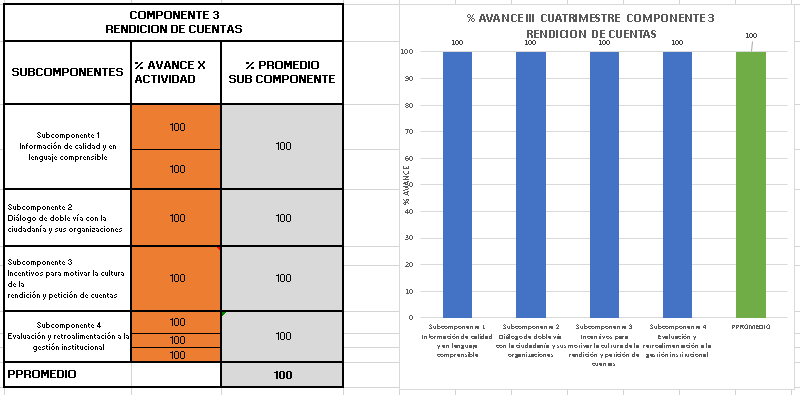 COMPONENTE 3
RENDICION DE CUENTAS
SUBCOMPONENTES
% AVANCE X
ACTIVIDAD
% PROMEDIO
SUB COMPONENTE
Subcomponente 1
Información de calidad y en
lenguaje comprensible
100
100
100
Subcomponente 2
Diálogo de doble vía con la
ciudadanía y sus organizaciones
100
100
Subcomponente 3
Incentivos para motivar la cultura
de la
rendición y petición de cuentas
100
100
Subcomponente 4
Evaluación y retroalimentación a la
gestión institucional
100
100
100
100
PPROMEDIO
100
% AVANCE III CUATRIMESTRE COMPONENTE 3
RENDICION DE CUENTAS
100
100
100
100
100
% AVANCE
100
90
80
70
60
50
40
30
20
10
0
Subcomponente 1
Información de calidad
y en lenguaje
comprensible
Subcomponente 2
Diálogo de doble vía
con la ciudadanía y sus
organizaciones
Subcomponente 3
Incentivos para
motivar la cultura de la
rendición y petición de
cuentas
Subcomponente 4
Evaluación y
retroalimentación a la
gestión institucional
PPROMEDIO